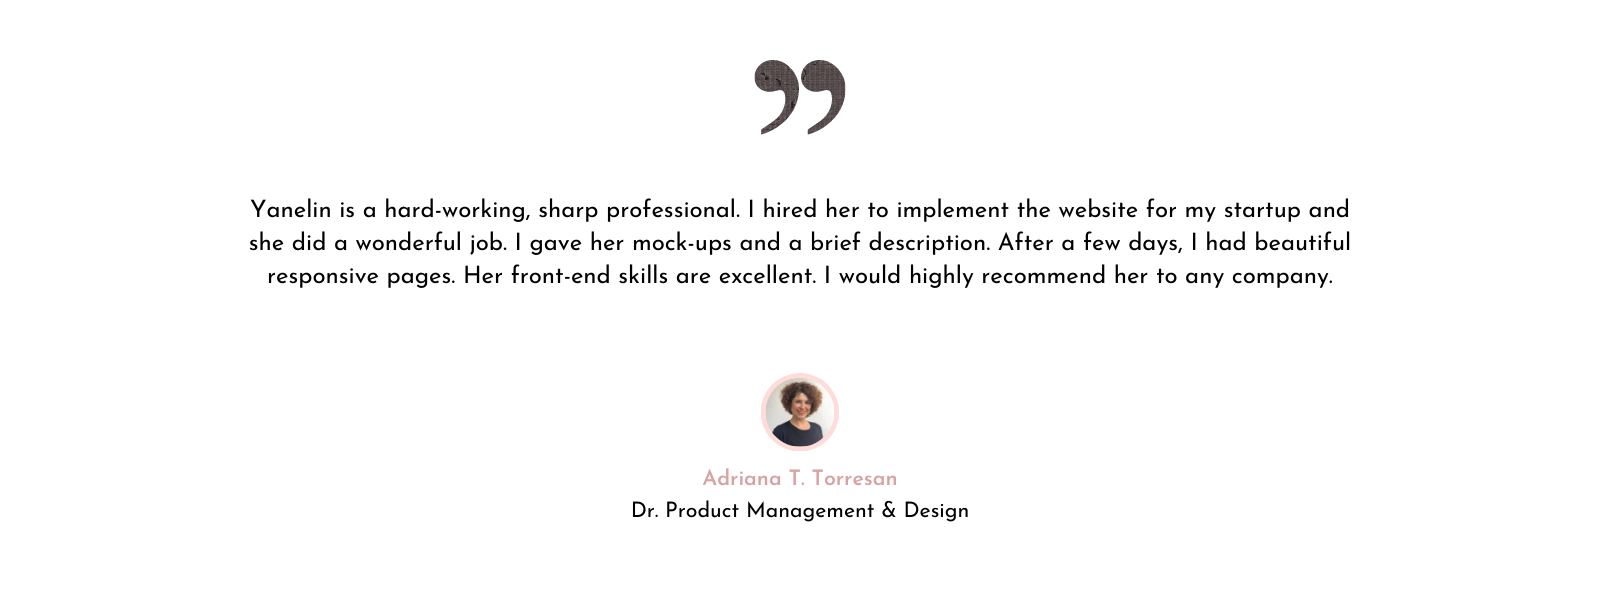 ”
Yanelin is a hard-working, sharp professional. I hired her to implement the website for my startup and
she did a wonderful job. I gave her mock-ups and a brief description. After a few days, I had beautiful
responsive pages. Her front-end skills are excellent. I would highly recommend her to any company.
Adriana T. Torresan
Dr. Product Management & Design